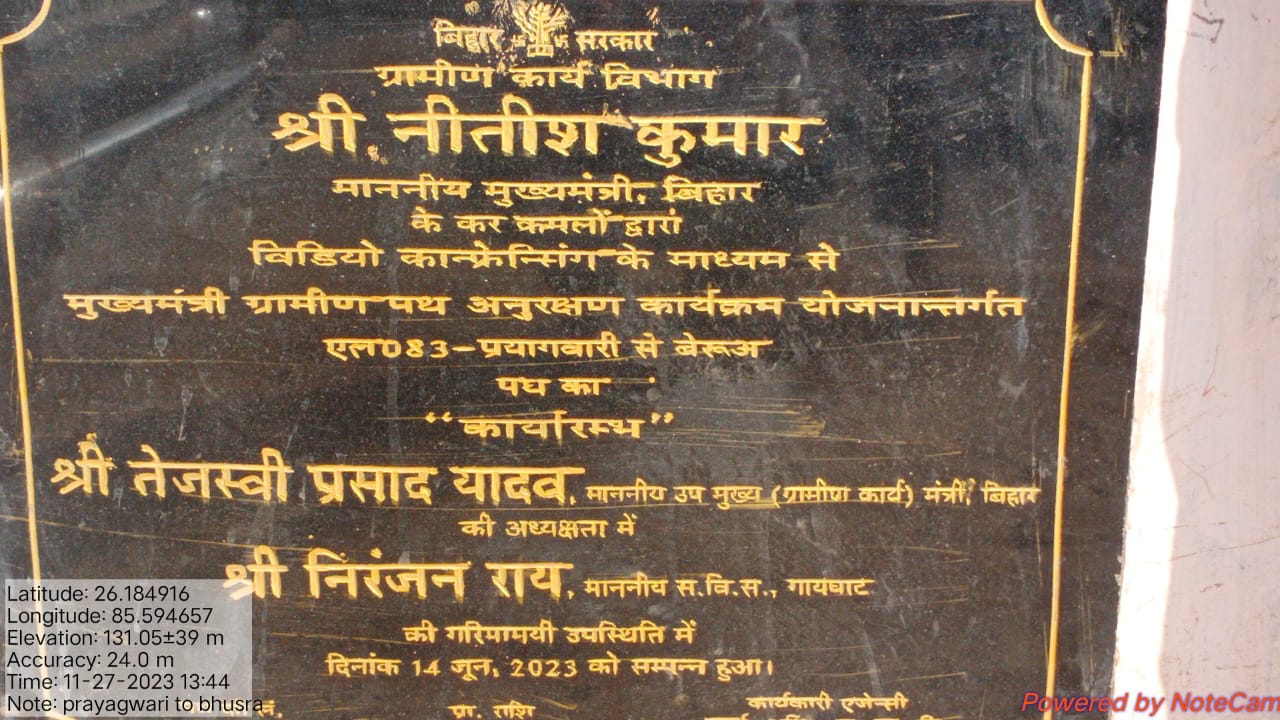 बिहार सरकार
ग्रामीण कार्य विभाग
श्री नीतीश कुमार
माननीय मुख्यमंत्री, बिहार
के कर कमलों द्वारा
विडियो कान्फ्रेन्सिंग के माध्यम से
मुख्यमंत्री ग्रामीण पथ अनुरक्षण कार्यक्रम योजनान्तर्गत
एल083-प्रयागवारी से बेरूअ
पथ का
“कार्यारम्भ”
श्री तेजस्वी प्रसाद यादव, माननीय उप मुख्य (ग्रामीण कार्य) मंत्री, बिहार
की अध्यक्षता में
श्री निरंजन राय, माननीय स.वि.स., गायघाट
की गरिमामयी उपस्थिति में
दिनांक 14 जून, 2023 को सम्पन्न हुआ।
प्रा. राशि कार्यकारी एजेन्सी
Latitude: 26.184916
Longitude: 85.594657
Elevation: 131.05±39 m
Accuracy: 24.0 m
Time: 11-27-2023 13:44
Note: prayagwari to bhusra
Powered by NoteCam